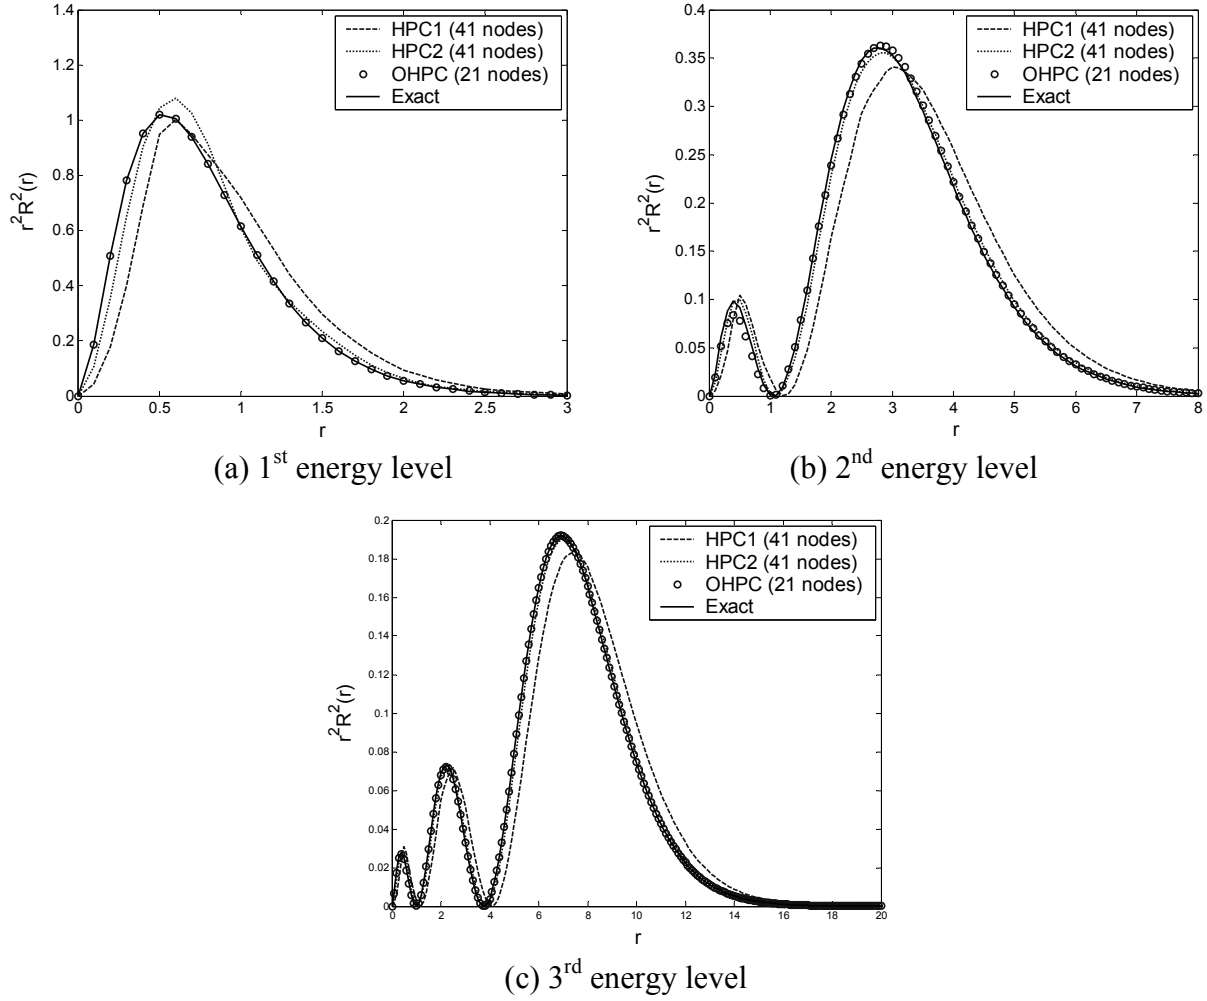 1.4
1.2
1
0.8
0.6
0.4
0.2
0
0
0.5
1
1.5
2
2.5
3
r
r²R²(r)
HPC1 (41 nodes)
HPC2 (41 nodes)
OHPC (21 nodes)
Exact
(a) 1st energy level
0.4
0.35
0.3
0.25
0.2
0.15
0.1
0.05
0
0
1
2
3
4
5
6
7
8
r
r²R²(r)
HPC1 (41 nodes)
HPC2 (41 nodes)
OHPC (21 nodes)
Exact
(b) 2nd energy level
0.2
0.18
0.16
0.14
0.12
0.1
0.08
0.06
0.04
0.02
0
0
2
4
6
8
10
12
14
16
18
20
r
r²R²(r)
HPC1 (41 nodes)
HPC2 (41 nodes)
OHPC (21 nodes)
Exact
(c) 3rd energy level